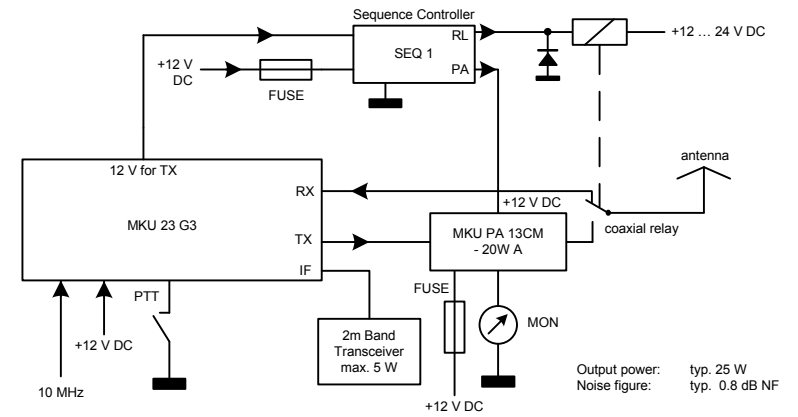 Sequence Controller
RL
SEQ 1
PA
+12 ... 24 V DC
+12 V
DC
FUSE
12 V for TX
RX
MKU 23 G3
TX
IF
antenna
+12 V DC
coaxial relay
MKU PA 13CM
- 20W A
PTT
FUSE
MON
+12 V DC
2m Band
Transceiver
max. 5 W
10 MHz
+12 V DC
Output power: typ. 25 W
Noise figure: typ. 0.8 dB NF